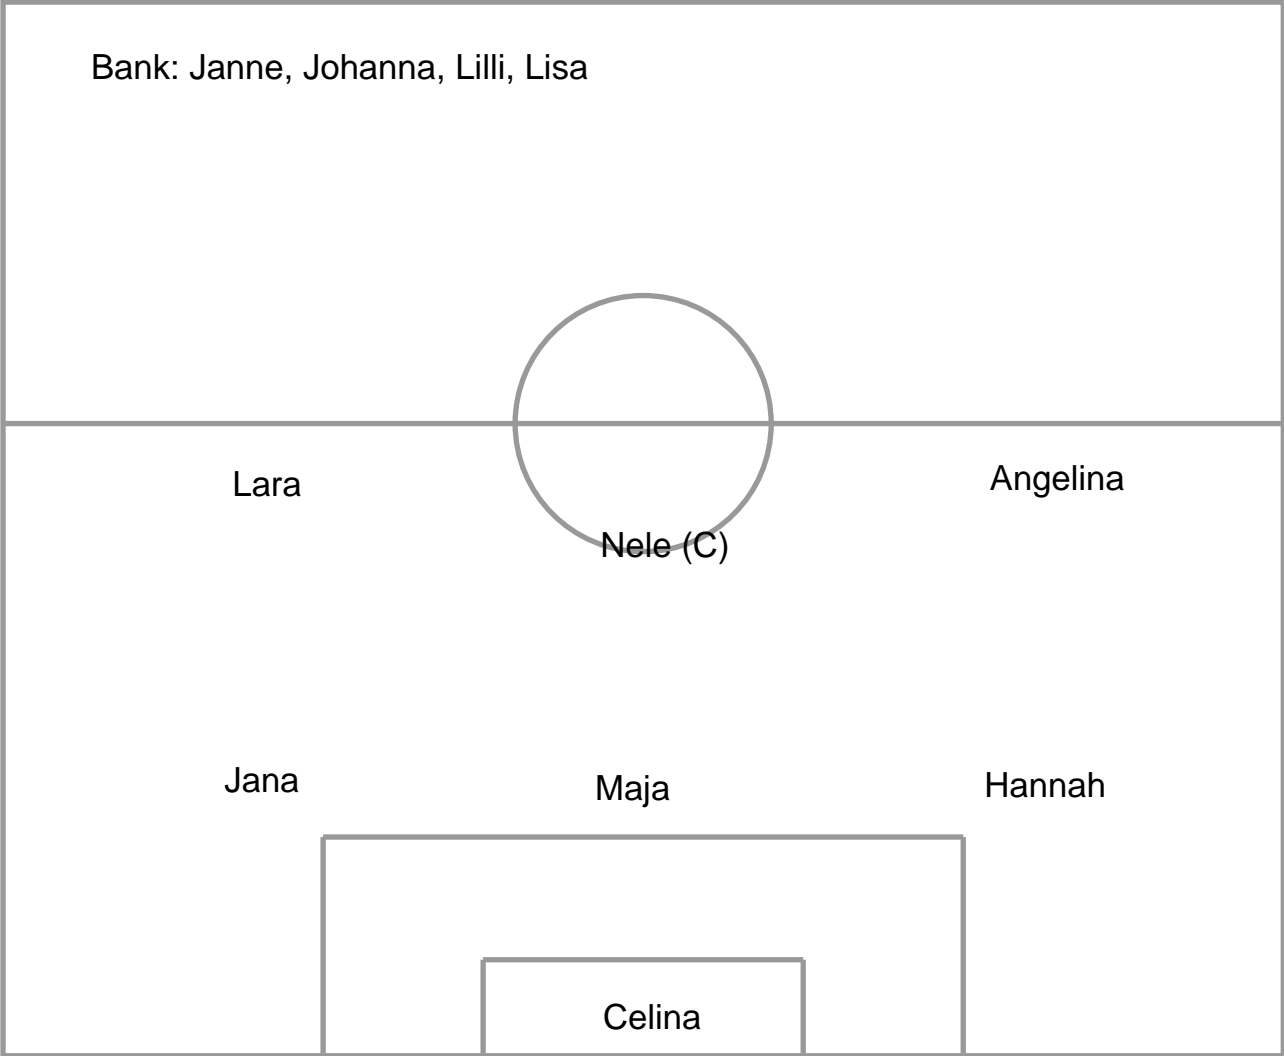 Bank: Janne, Johanna, Lilli, Lisa
Lara
Angelina
Nele (C)
Jana
Maja
Hannah
Celina